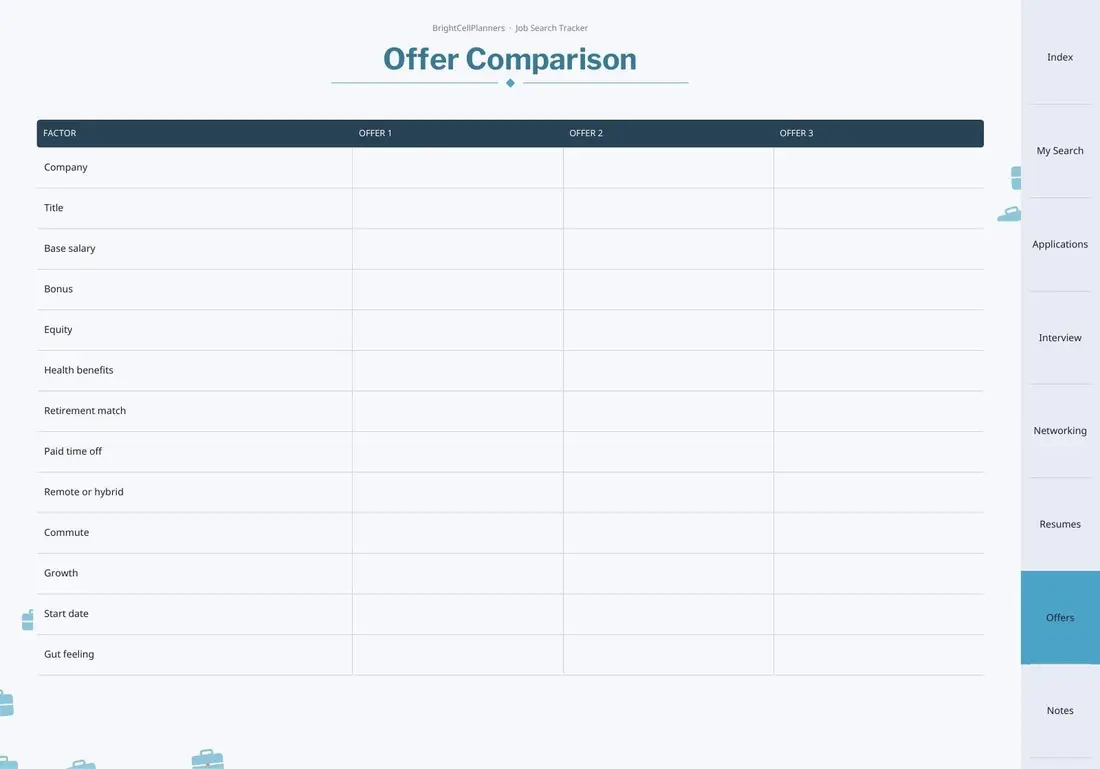 BrightCellPlanners · Job Search Tracker
Offer Comparison
FACTOR OFFER 1 OFFER 2 OFFER 3
Company
Title
Base salary
Bonus
Equity
Health benefits
Retirement match
Paid time off
Remote or hybrid
Commute
Growth
Start date
Gut feeling
Index
My Search
Applications
Interview
Networking
Resumes
Offers
Notes